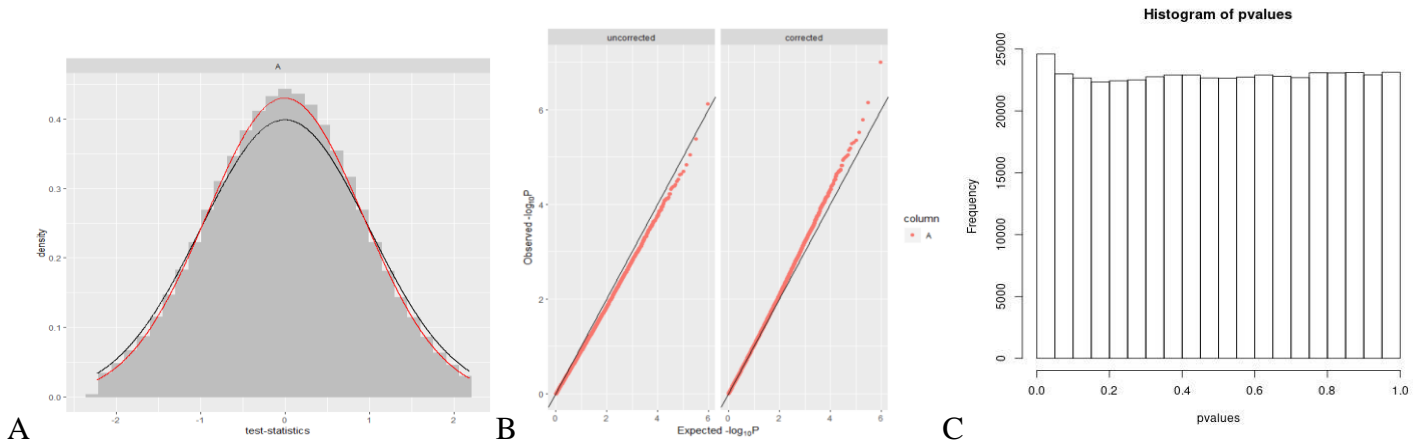 A
A
density
0.4
0.3
0.2
0.1
0.0
-2
-1
0
1
2
test-statistics
B
uncorrected
corrected
Observed -log₁₀P
6
4
2
0
0
2
4
6
0
2
4
6
Expected -log₁₀P
column
A
C
Histogram of pvalues
Frequency
25000
20000
15000
10000
5000
0
0.0
0.2
0.4
0.6
0.8
1.0
pvalues